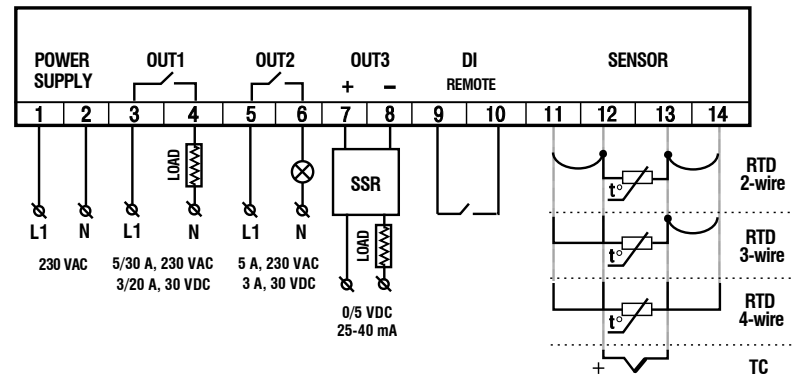 POWER SUPPLY OUT1 OUT2 OUT3 DI SENSOR
+ – REMOTE
1 2 3 4 5 6 7 8 9 10 11 12 13 14
LOAD
SSR
LOAD
L1 N L1 N L1 N
230 VAC
5/30 A, 230 VAC
3/20 A, 30 VDC
5 A, 230 VAC
3 A, 30 VDC
0/5 VDC
25-40 mA
t°
RTD
2-wire
t°
RTD
3-wire
t°
RTD
4-wire
+ TC